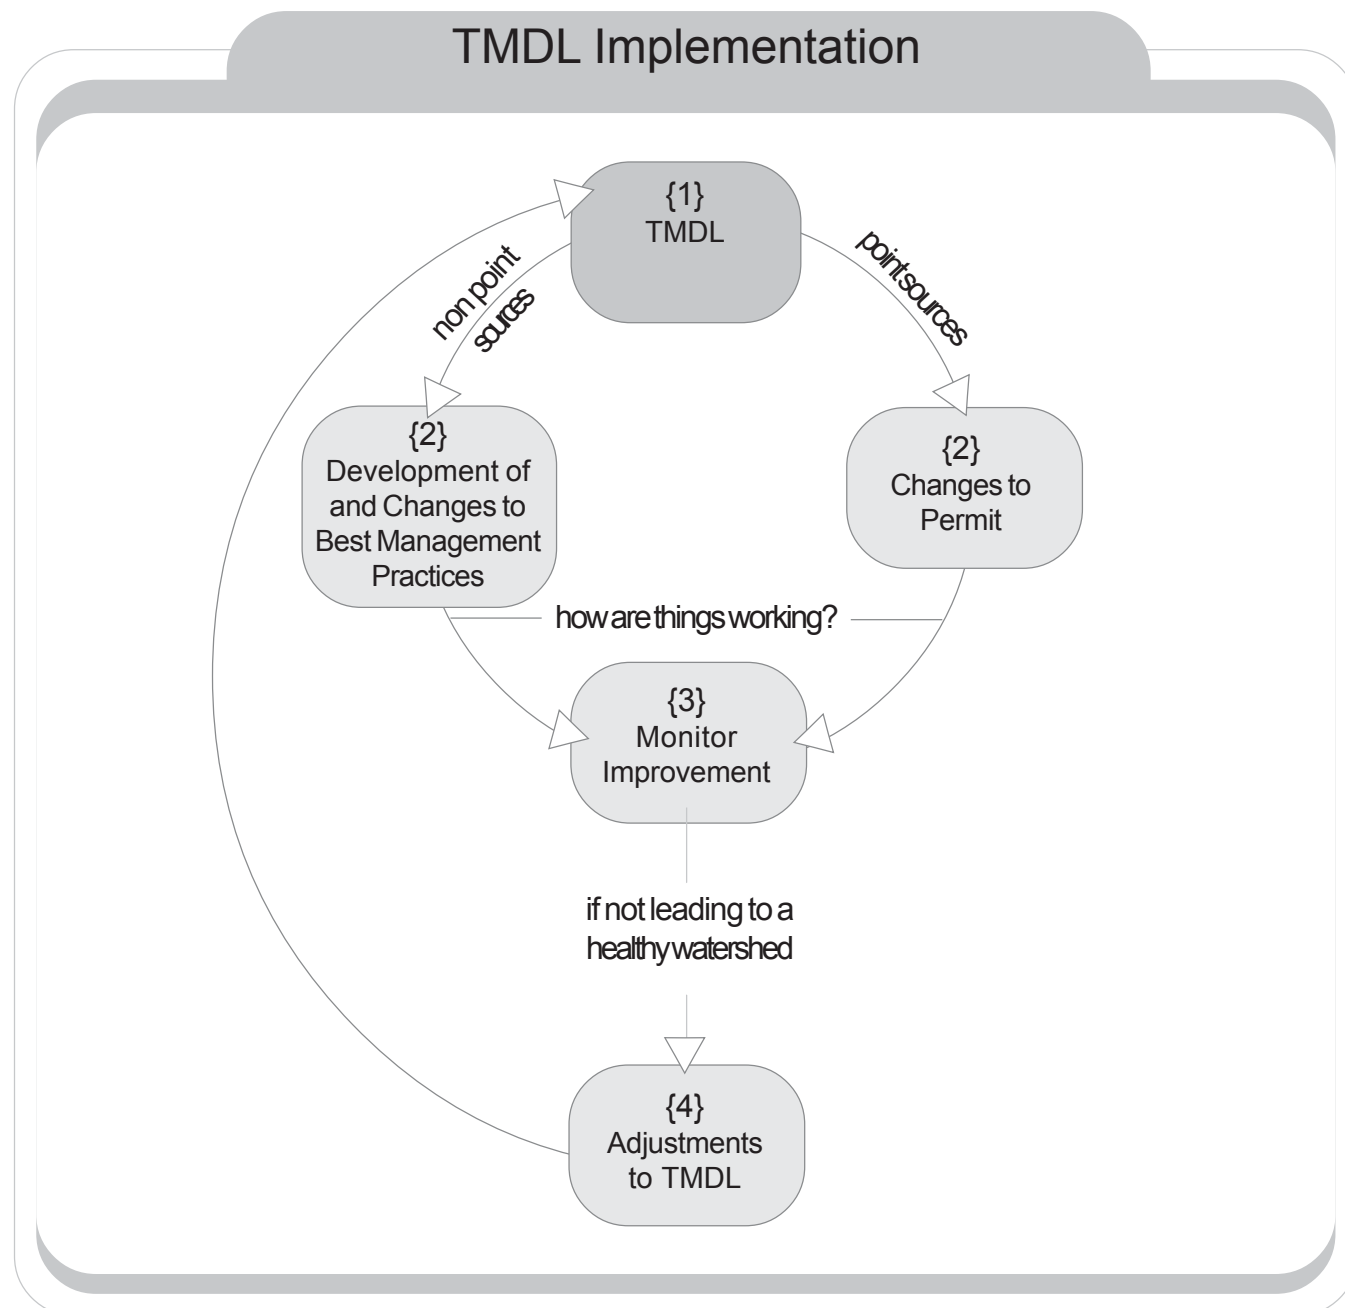 TMDL Implementation
{1}
TMDL
non point
sources
point sources
{2}
Development of
and Changes to
Best Management
Practices
{2}
Changes to
Permit
how are things working?
{3}
Monitor
Improvement
if not leading to a
healthy watershed
{4}
Adjustments
to TMDL